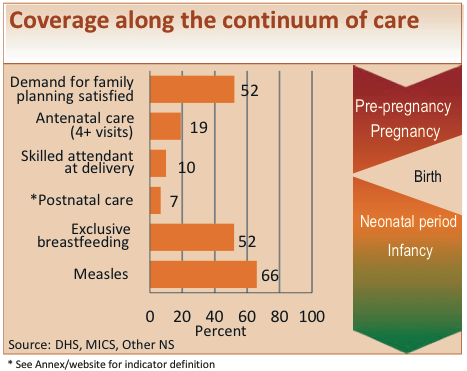 Coverage along the continuum of care
Demand for family
planning satisfied
52
Antenatal care
(4+ visits)
19
Skilled attendant
at delivery
10
*Postnatal care
7
Exclusive
breastfeeding
52
Measles
66
0 20 40 60 80 100
Percent
Source: DHS, MICS, Other NS
Pre-pregnancy
Pregnancy
Birth
Neonatal period
Infancy
* See Annex/website for indicator definition